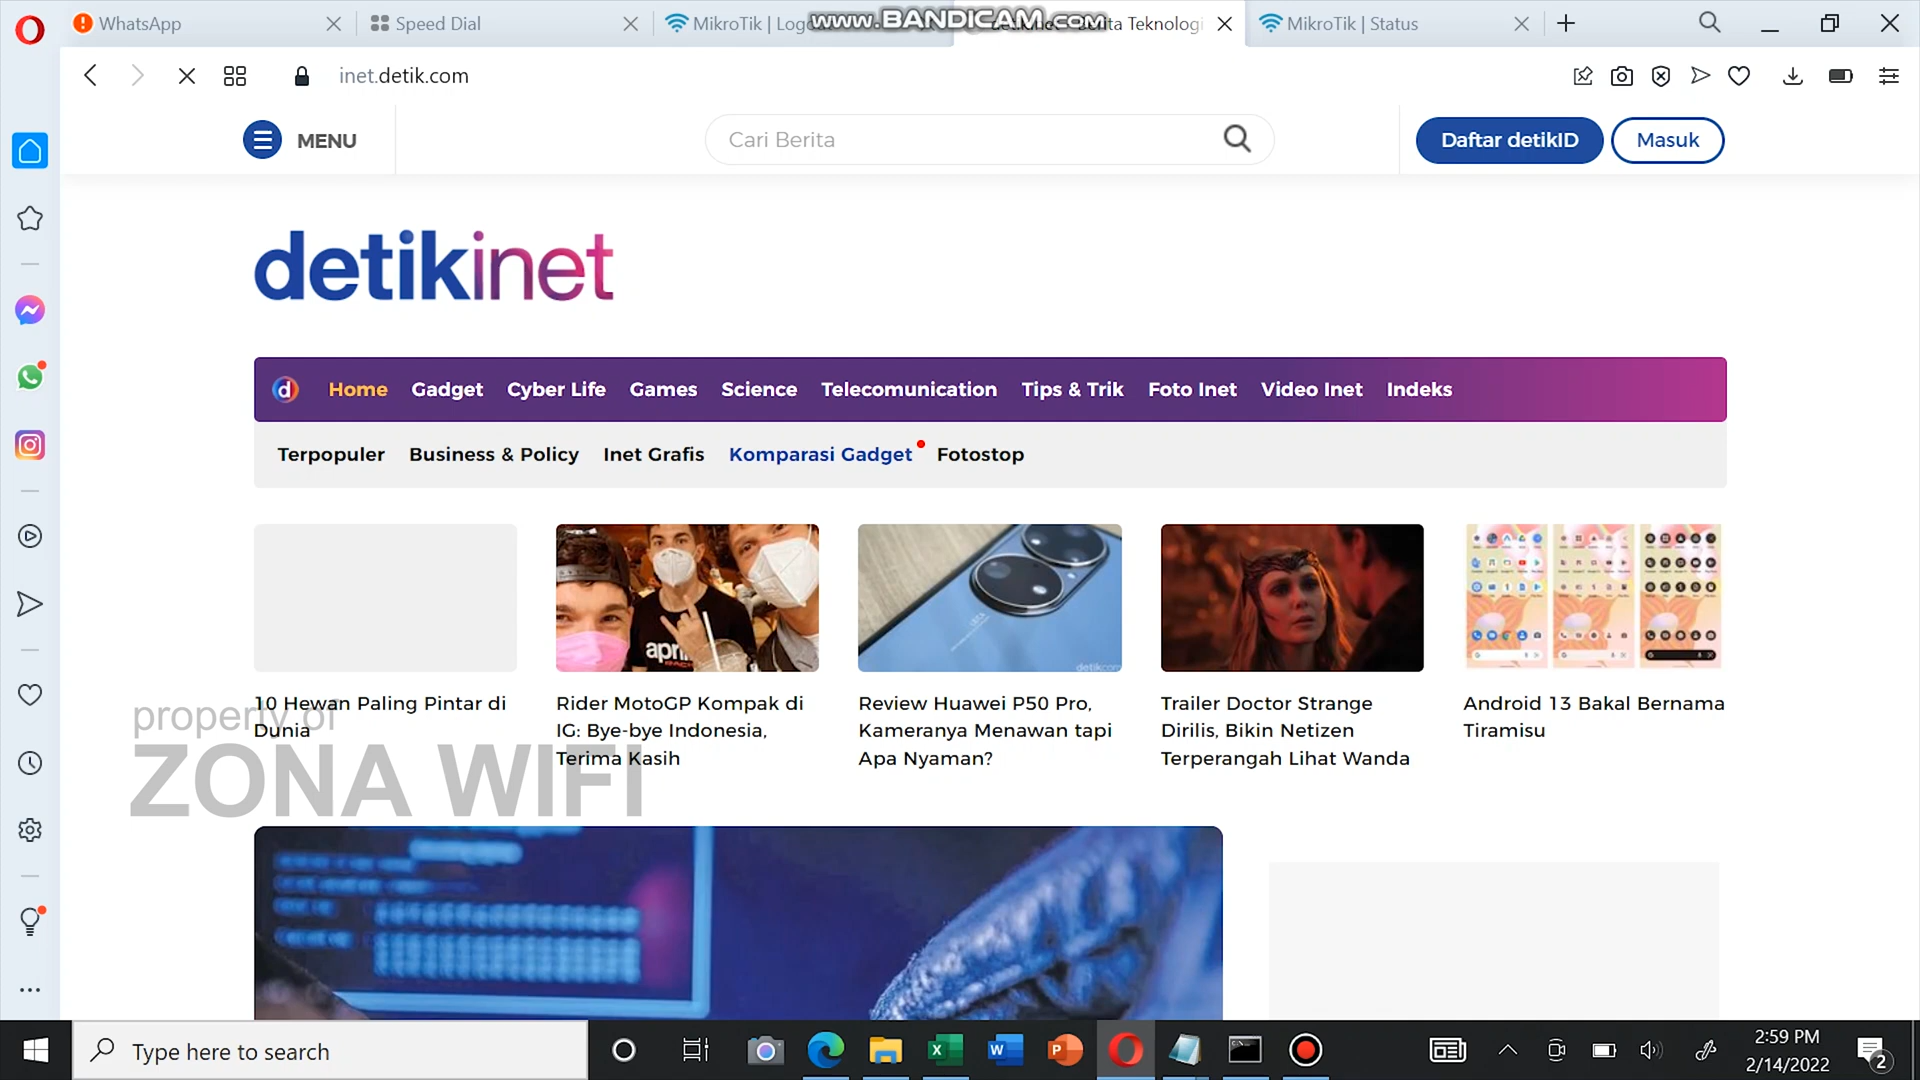 WhatsApp
Speed Dial
MikroTik | Logo
www.BANDICAM.com
Berita Teknologi
MikroTik | Status
inet.detik.com
MENU
Cari Berita
Daftar detikID
Masuk
detikinet
Home Gadget Cyber Life Games Science Telecomunication Tips & Trik Foto Inet Video Inet Indeks
Terpopuler Business & Policy Inet Grafis Komparasi Gadget Fotostop
10 Hewan Paling Pintar di
Dunia
Rider MotoGP Kompak di
IG: Bye-bye Indonesia,
Terima Kasih
Review Huawei P50 Pro,
Kameranya Menawan tapi
Apa Nyaman?
Trailer Doctor Strange
Dirilis, Bikin Netizen
Terperangah Lihat Wanda
Android 13 Bakal Bernama
Tiramisu
property of
ZONA WIFI
Type here to search
2:59 PM
2/14/2022
2